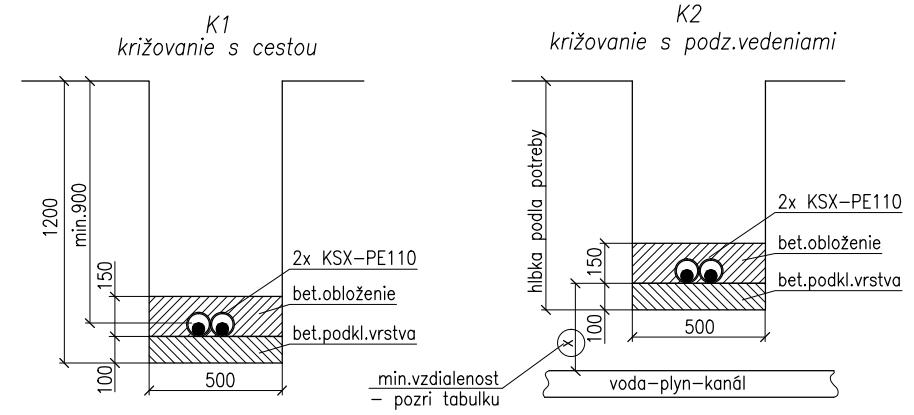 K1
križovanie s cestou
1200
min.900
150
100
500
2x KSX-PE110
bet.obloženie
bet.podkl.vrstva
K2
križovanie s podz.vedeniami
hlbka podla potreby
150
100
500
2x KSX-PE110
bet.obloženie
bet.podkl.vrstva
X
min.vzdialenost
- pozri tabulku
voda-plyn-kanál